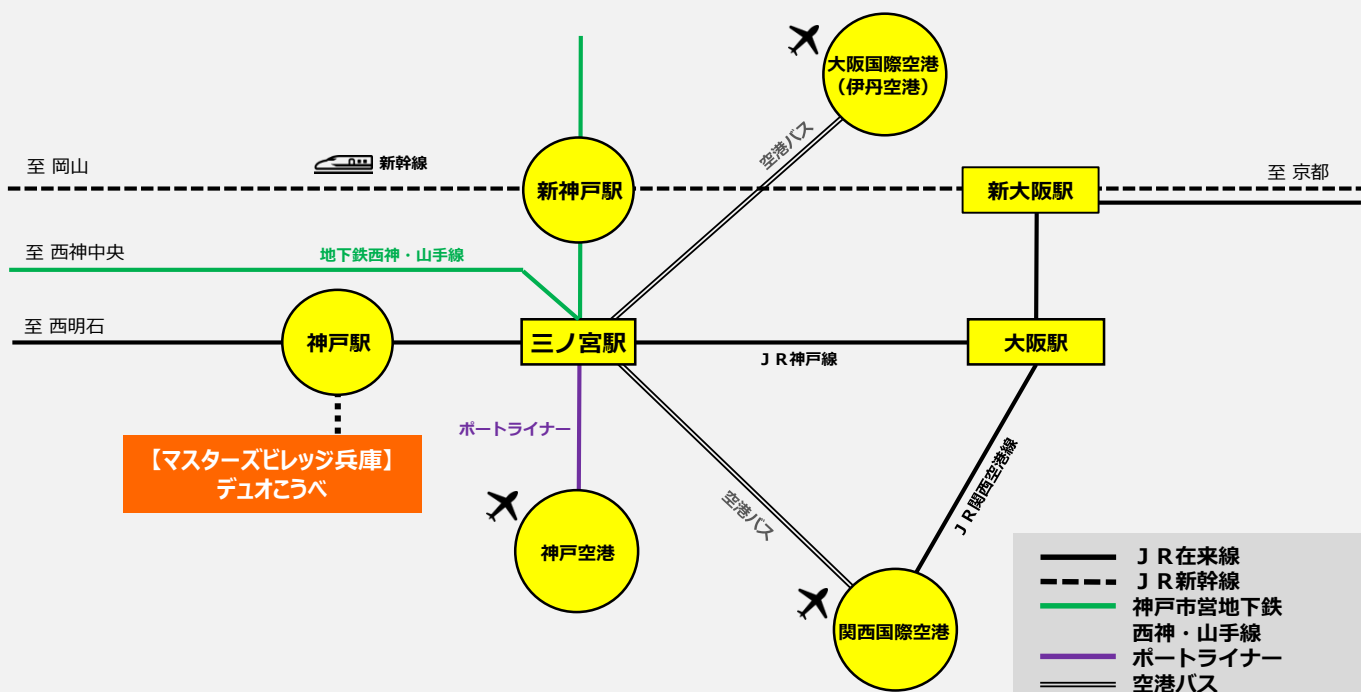 大阪国際空港
（伊丹空港）
空港バス
至 岡山
新幹線
新神戸駅
新大阪駅
至 京都
至 西神中央
地下鉄西神・山手線
至 西明石
神戸駅
三ノ宮駅
ＪＲ神戸線
大阪駅
【マスターズビレッジ兵庫】
デュオこうべ
ポートライナー
空港バス
ＪＲ関西空港線
神戸空港
関西国際空港
ＪＲ在来線
ＪＲ新幹線
神戸市営地下鉄
西神・山手線
ポートライナー
空港バス